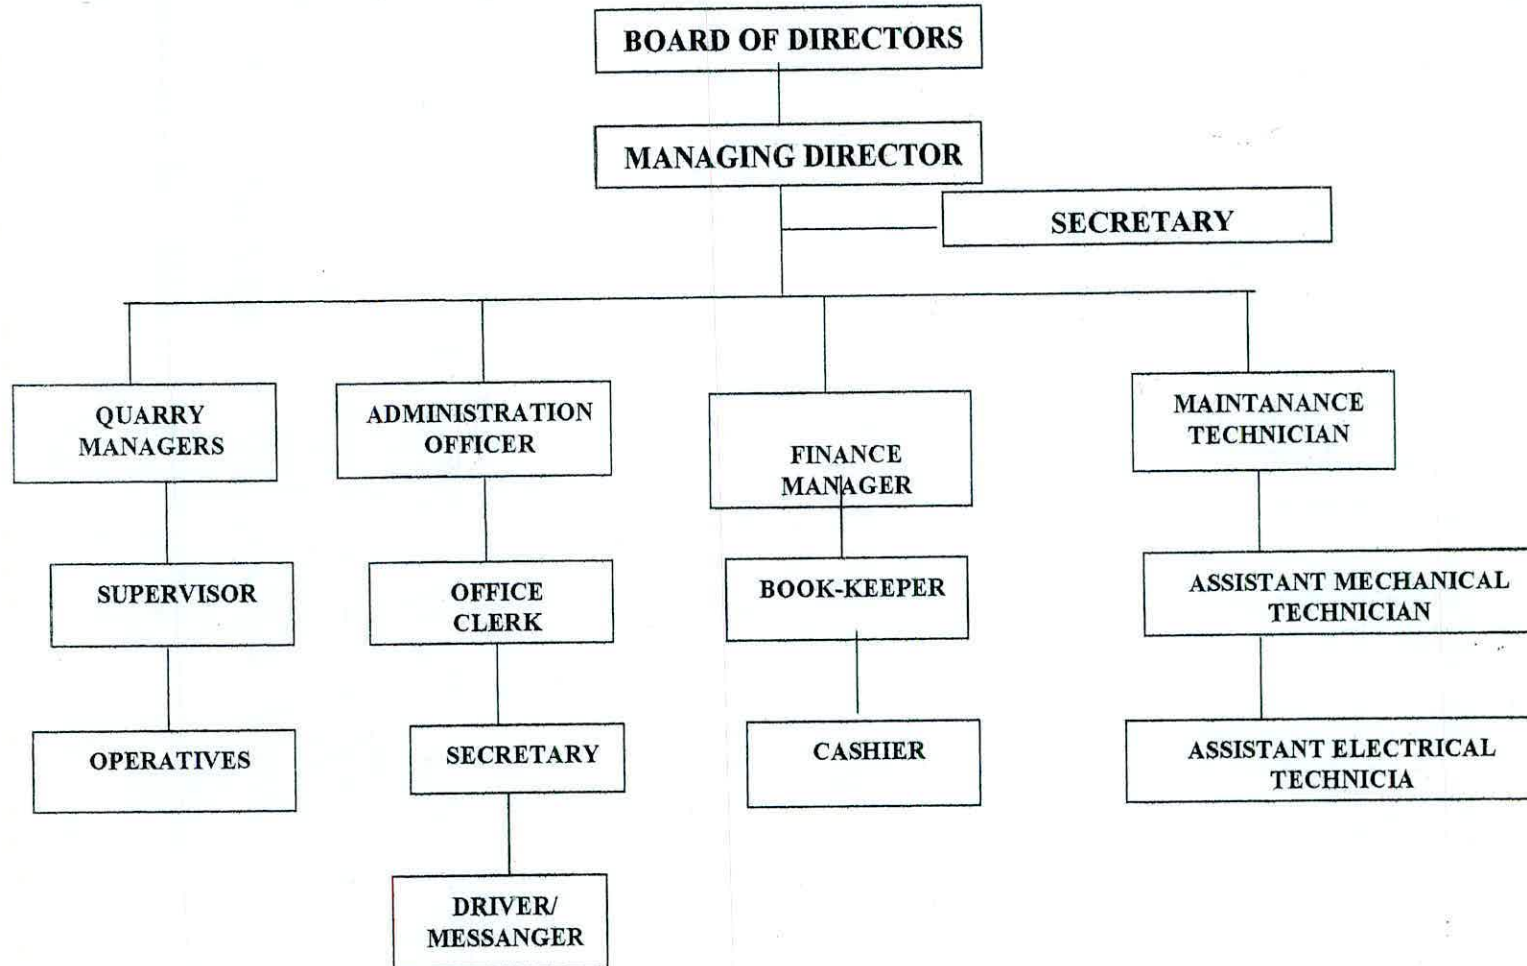 BOARD OF DIRECTORS
MANAGING DIRECTOR
SECRETARY
QUARRY
MANAGERS
ADMINISTRATION
OFFICER
FINANCE
MANAGER
MAINTANANCE
TECHNICIAN
SUPERVISOR
OFFICE
CLERK
BOOK-KEEPER
ASSISTANT MECHANICAL
TECHNICIAN
OPERATIVES
SECRETARY
CASHIER
ASSISTANT ELECTRICAL
TECHNICIA
DRIVER/
MESSANGER